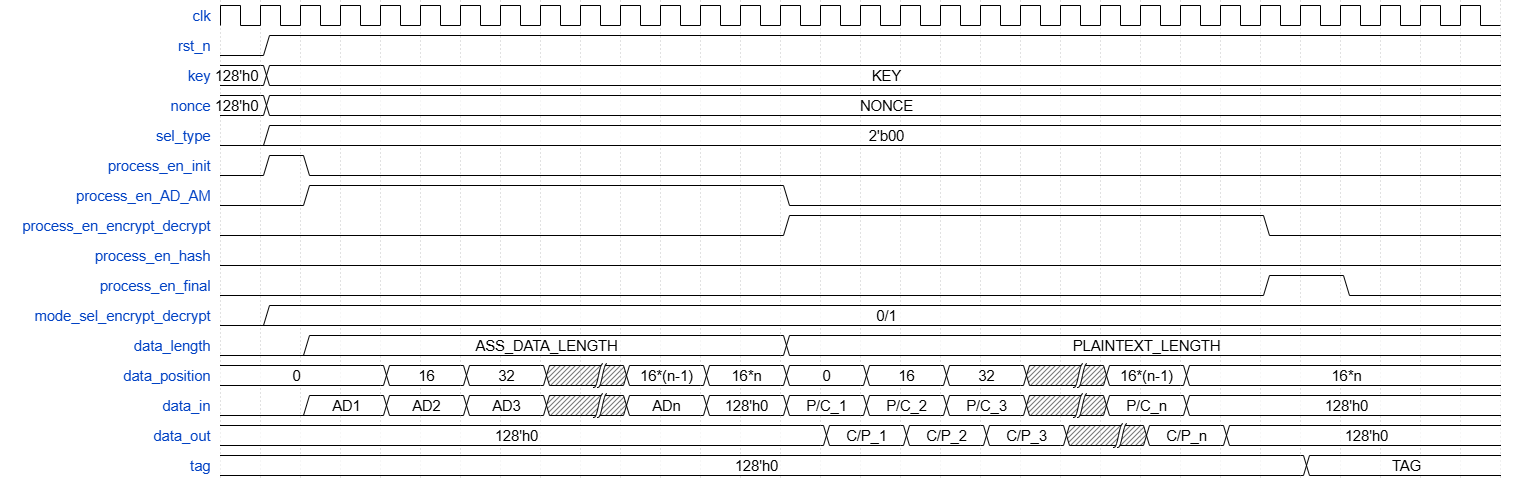 clk
rst_n
key 128'h0 KEY
nonce 128'h0 NONCE
sel_type 2'b00
process_en_init
process_en_AD_AM
process_en_encrypt_decrypt
process_en_hash
process_en_final
mode_sel_encrypt_decrypt 0/1
data_length ASS_DATA_LENGTH PLAINTEXT_LENGTH
data_position 0 16 32 16*(n-1) 16*n 0 16 32 16*(n-1) 16*n
data_in AD1 AD2 AD3 ADn 128'h0 P/C_1 P/C_2 P/C_3 P/C_n 128'h0
data_out 128'h0 C/P_1 C/P_2 C/P_3 C/P_n 128'h0
tag 128'h0 TAG